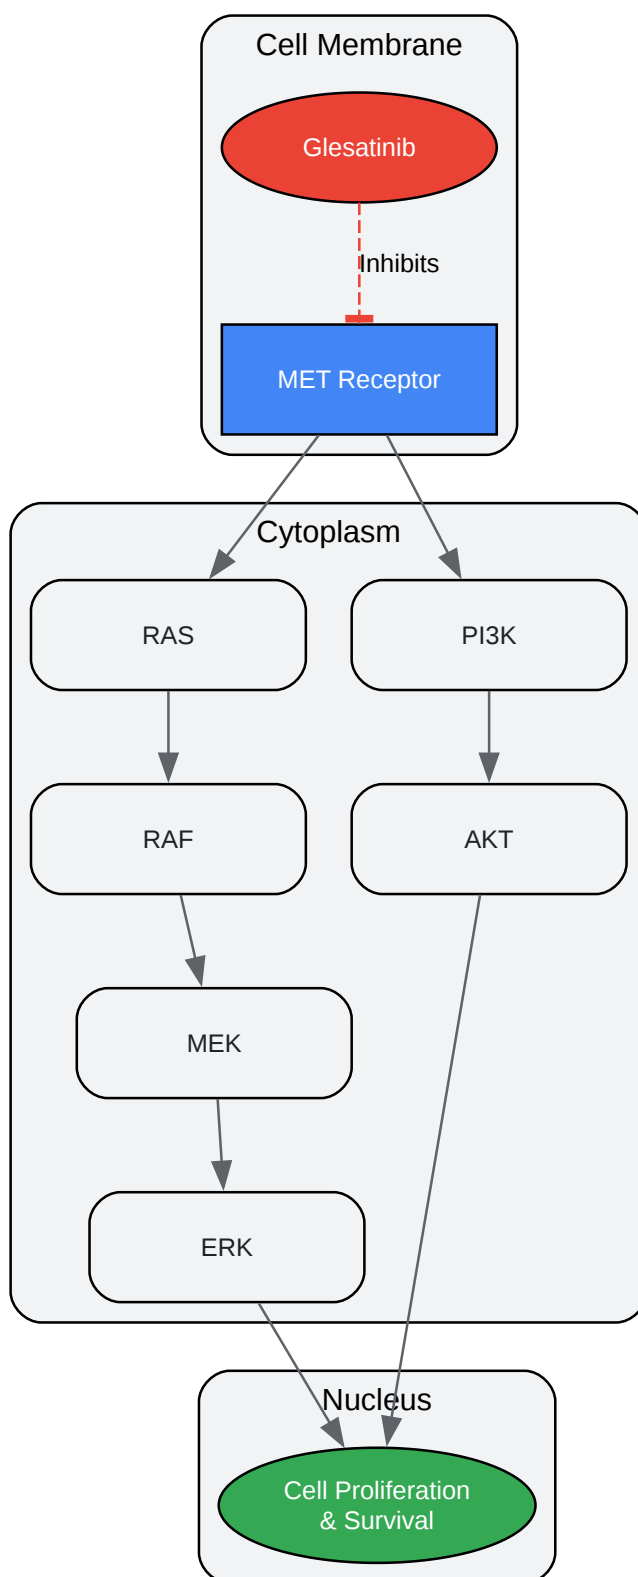 Cell Membrane
Glesatinib
Inhibits
MET Receptor
Cytoplasm
RAS
PI3K
RAF
AKT
MEK
ERK
Nucleus
Cell Proliferation
& Survival